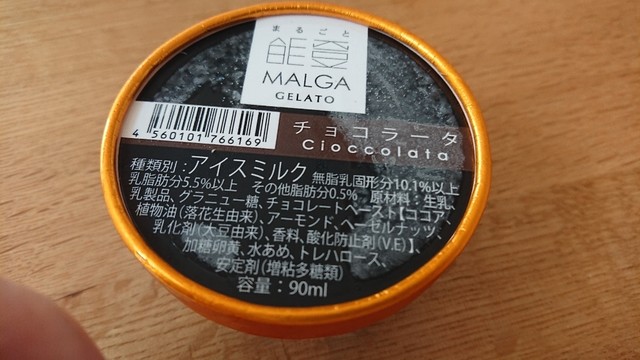 まるごと
能登
MALGA
GELATO
4 560101 766169
チョコラータ
Cioccolata
種類別:アイスミルク 無脂乳固形分10.1%以上
乳脂肪分5.5%以上 その他脂肪分0.5% 原材料:生乳、
乳製品、グラニュー糖、チョコレートペースト【ココア、
植物油(落花生由来)、アーモンド、ヘーゼルナッツ、
乳化剤(大豆由来)、香料、酸化防止剤(V.E)】、
加糖卵黄、水あめ、トレハロース、
安定剤(増粘多糖類)
容量:90ml